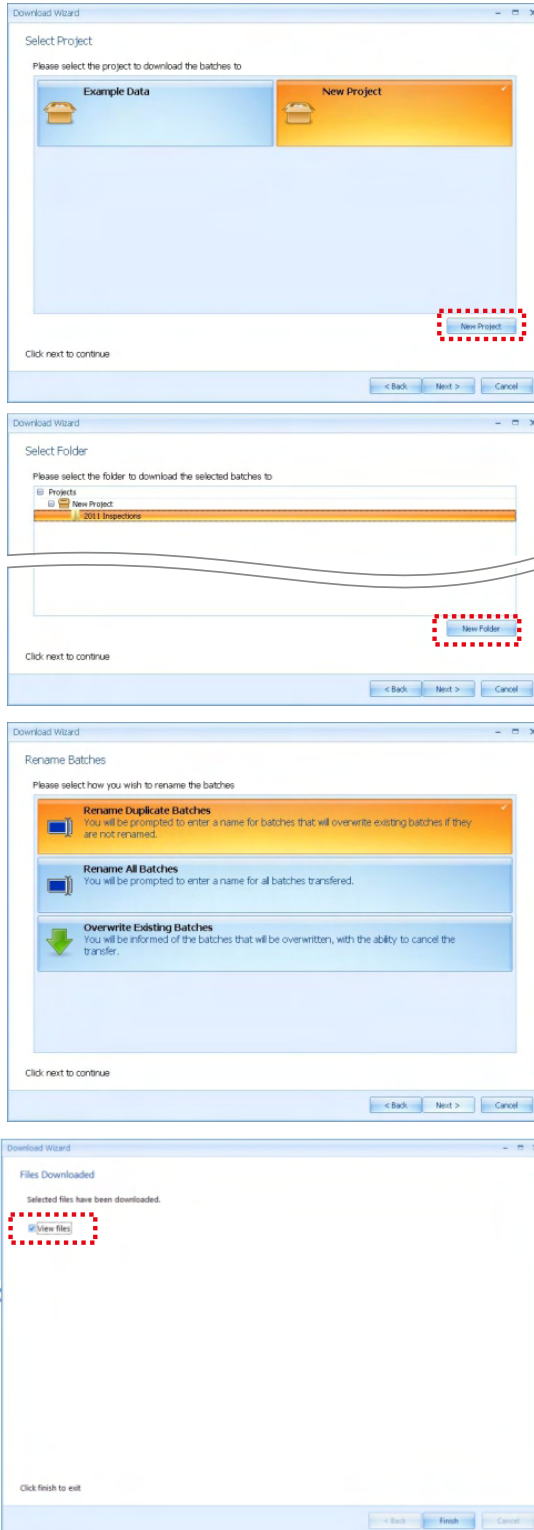 Download Wizard
Select Project
Please select the project to download the batches to
Example Data
New Project
New Project
Click next to continue
< Back
Next >
Cancel
Download Wizard
Select Folder
Please select the folder to download the selected batches to
Projects
New Project
2011 Inspections
New Folder
Click next to continue
< Back
Next >
Cancel
Download Wizard
Rename Batches
Please select how you wish to rename the batches
Rename Duplicate Batches
You will be prompted to enter a name for batches that will overwrite existing batches if they
are not renamed.
Rename All Batches
You will be prompted to enter a name for all batches transfered.
Overwrite Existing Batches
You will be informed of the batches that will be overwritten, with the ability to cancel the
transfer.
Click next to continue
< Back
Next >
Cancel
Download Wizard
Files Downloaded
Selected files have been downloaded.
View files
Click finish to exit
< Back
Finish
Cancel